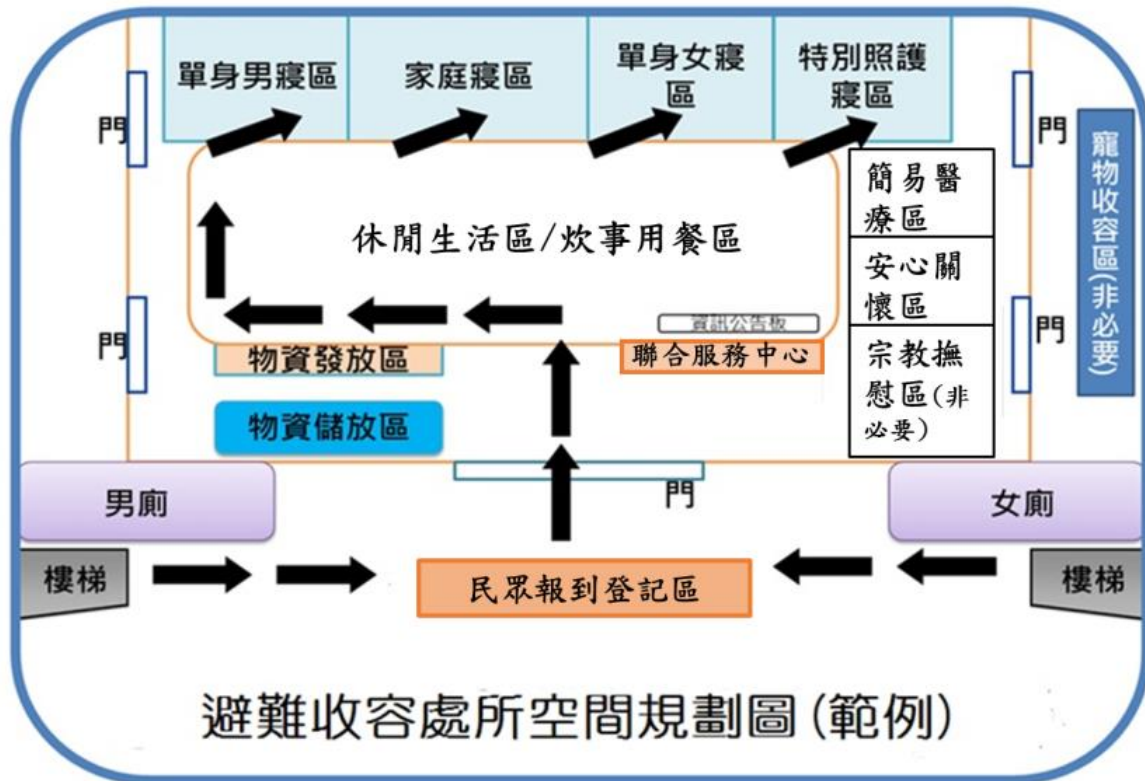 單身男寢區
家庭寢區
單身女寢
區
特別照護
寢區
門
門
寵物收容區(非必要)
簡易醫
療區
休閒生活區/炊事用餐區
安心關
懷區
資訊公告板
門
門
物資發放區
聯合服務中心
宗教撫
慰區(非
必要)
物資儲放區
男廁
門
女廁
樓梯
民眾報到登記區
樓梯
避難收容處所空間規劃圖(範例)